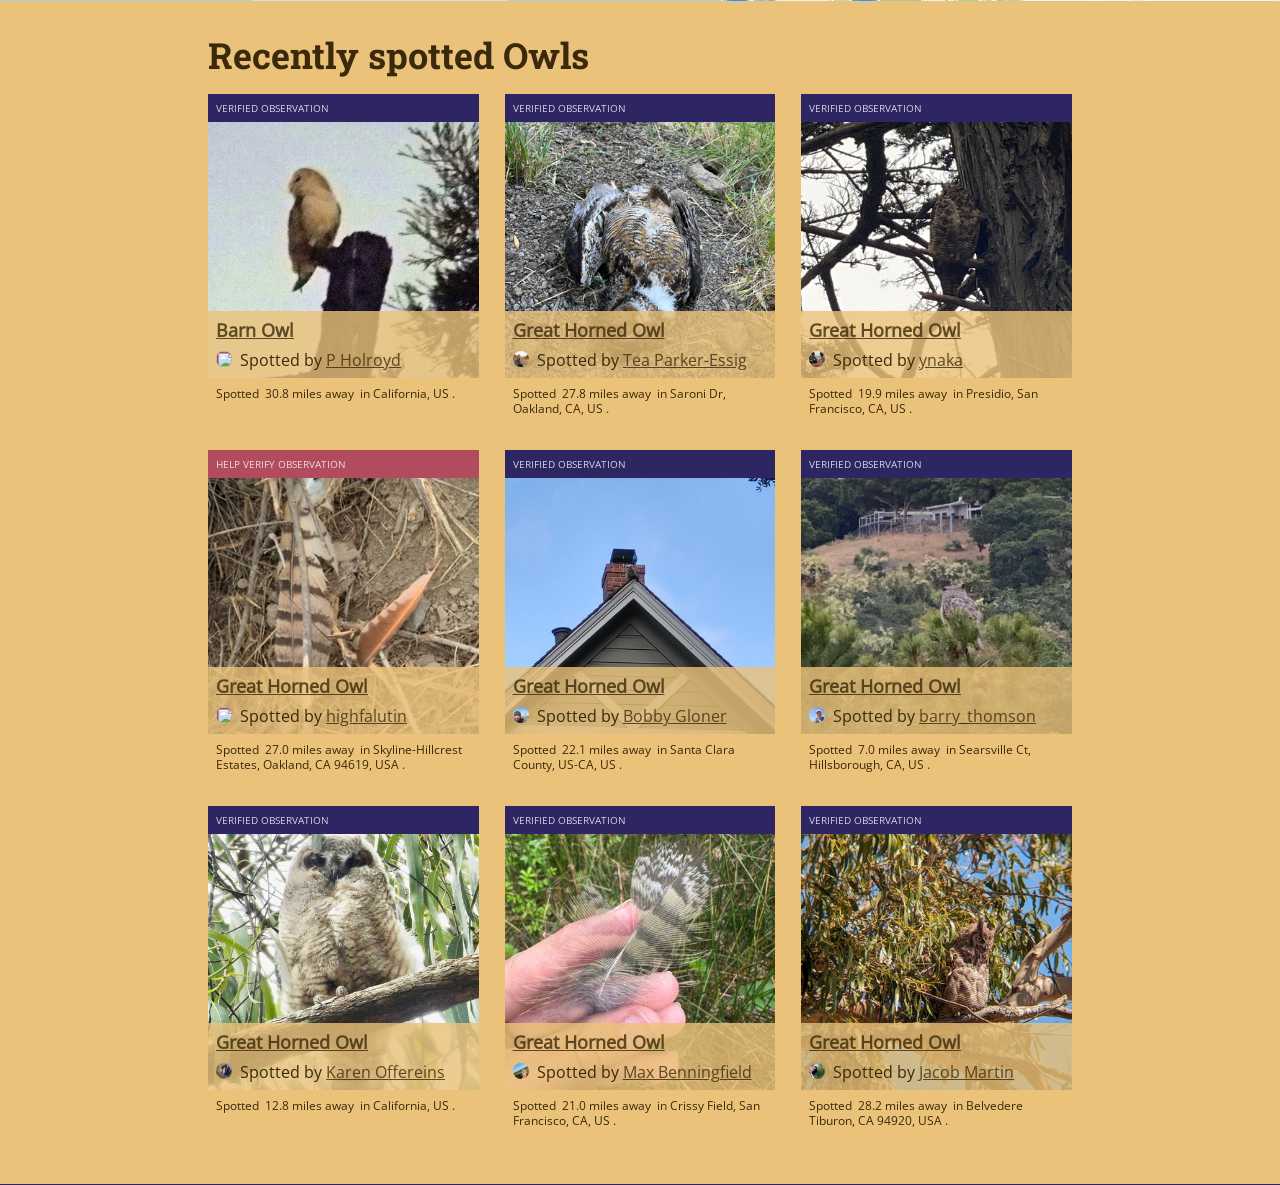 Recently spotted Owls
VERIFIED OBSERVATION
Barn Owl
Spotted by P Holroyd
Spotted 30.8 miles away in California, US .
VERIFIED OBSERVATION
Great Horned Owl
Spotted by Tea Parker-Essig
Spotted 27.8 miles away in Saroni Dr,
Oakland, CA, US .
VERIFIED OBSERVATION
Great Horned Owl
Spotted by ynaka
Spotted 19.9 miles away in Presidio, San
Francisco, CA, US .
HELP VERIFY OBSERVATION
Great Horned Owl
Spotted by highfalutin
Spotted 27.0 miles away in Skyline-Hillcrest
Estates, Oakland, CA 94619, USA .
VERIFIED OBSERVATION
Great Horned Owl
Spotted by Bobby Gloner
Spotted 22.1 miles away in Santa Clara
County, US-CA, US .
VERIFIED OBSERVATION
Great Horned Owl
Spotted by barry_thomson
Spotted 7.0 miles away in Searsville Ct,
Hillsborough, CA, US .
VERIFIED OBSERVATION
Great Horned Owl
Spotted by Karen Offereins
Spotted 12.8 miles away in California, US .
VERIFIED OBSERVATION
Great Horned Owl
Spotted by Max Benningfield
Spotted 21.0 miles away in Crissy Field, San
Francisco, CA, US .
VERIFIED OBSERVATION
Great Horned Owl
Spotted by Jacob Martin
Spotted 28.2 miles away in Belvedere
Tiburon, CA 94920, USA .